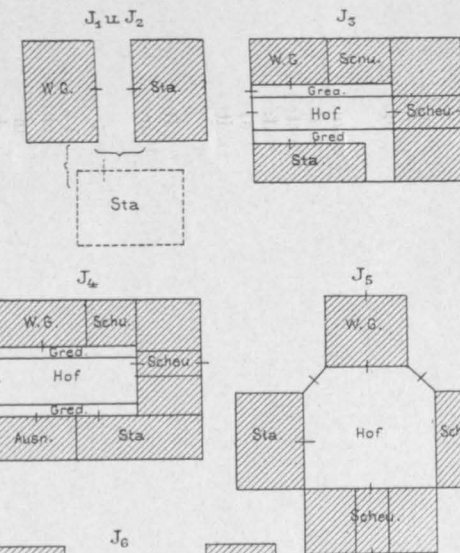 J₁ u J₂
W.G. Sta.
Sta
J₃
W.G. Schu.
Gred.
Hof Scheu
Gred
Sta.
J₄
W.G. Schu.
Gred.
Scheu
Hof
Gred.
Ausn. Sta.
J₅
W.G.
Sta. Hof Sch
Scheu.
J₆